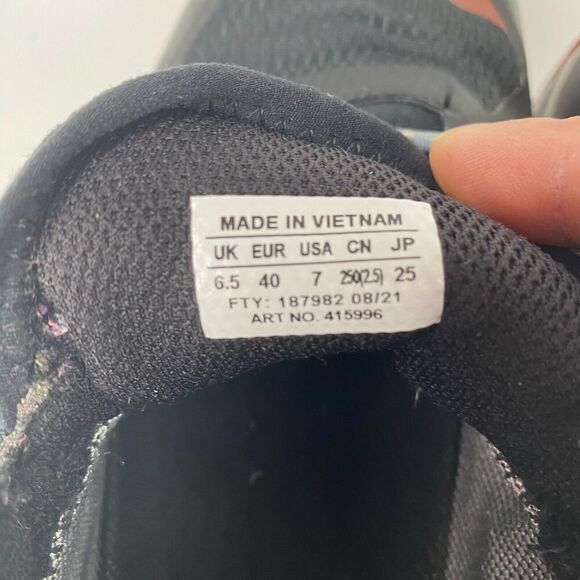 MADE IN VIETNAM
UK EUR USA CN JP
6.5 40 7 250(2.5) 25
FTY: 187982 08/21
ART NO. 415996